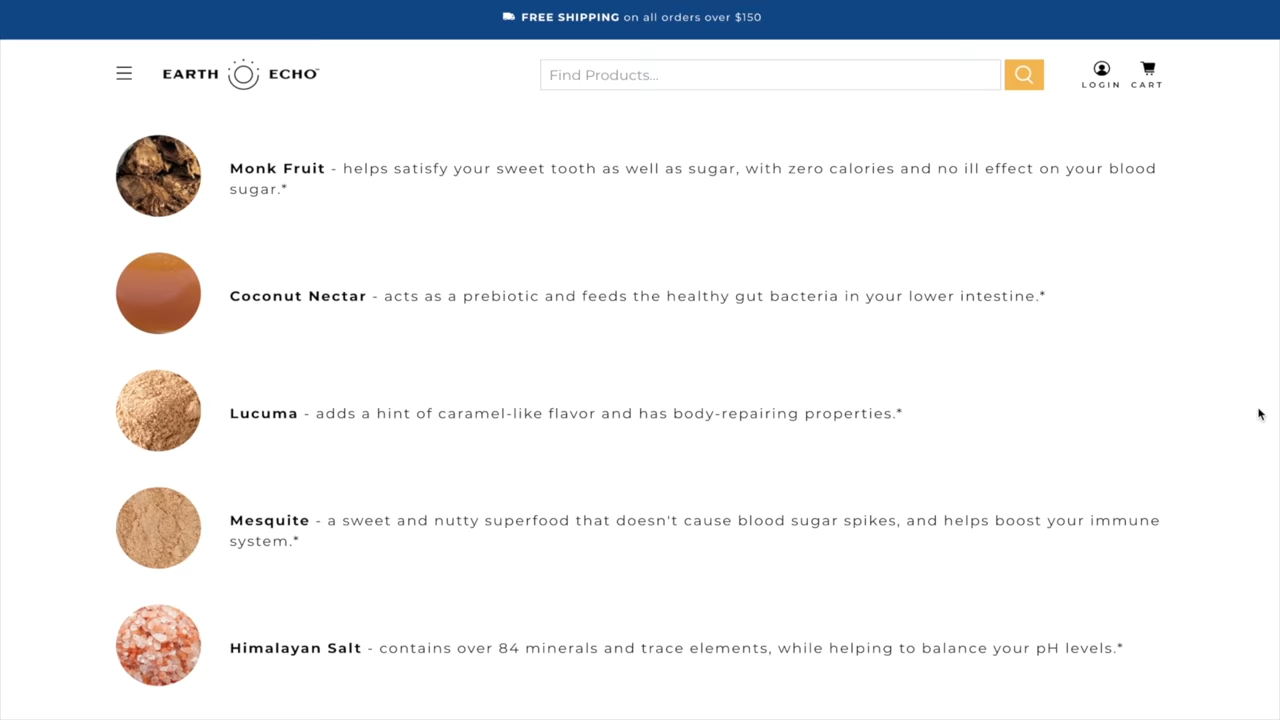 FREE SHIPPING on all orders over $150
EARTH ECHO™
Find Products...
LOGIN CART
Monk Fruit - helps satisfy your sweet tooth as well as sugar, with zero calories and no ill effect on your blood
sugar.*
Coconut Nectar - acts as a prebiotic and feeds the healthy gut bacteria in your lower intestine.*
Lucuma - adds a hint of caramel-like flavor and has body-repairing properties.*
Mesquite - a sweet and nutty superfood that doesn't cause blood sugar spikes, and helps boost your immune
system.*
Himalayan Salt - contains over 84 minerals and trace elements, while helping to balance your pH levels.*